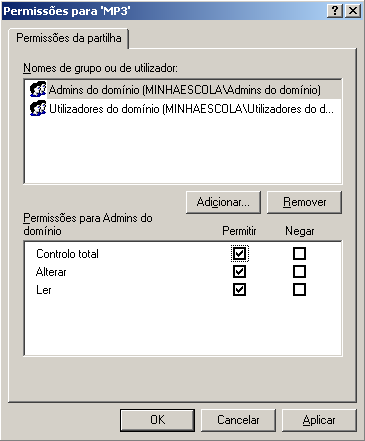 Permissões para 'MP3'
Permissões da partilha
Nomes de grupo ou de utilizador:
Admins do domínio (MINHAESCOLA\Admins do domínio)
Utilizadores do domínio (MINHAESCOLA\Utilizadores do d...
Adicionar... Remover
Permissões para Admins do
domínio Permitir Negar
Controlo total
Alterar
Ler
OK Cancelar Aplicar